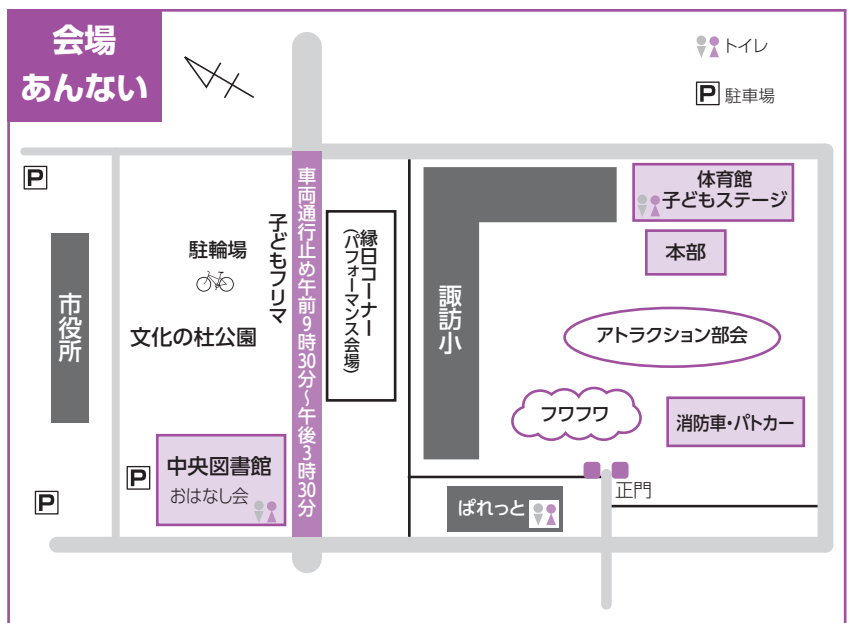 会場
あんない
トイレ
P 駐車場
P
市役所
P
駐輪場
文化の杜公園
子どもフリマ
車両通行止め午前9時30分~午後3時30分
縁日コーナー
(パフォーマンス会場)
P
中央図書館
おはなし会
諏訪小
体育館
子どもステージ
本部
アトラクション部会
フワフワ
消防車・パトカー
正門
ぱれっと